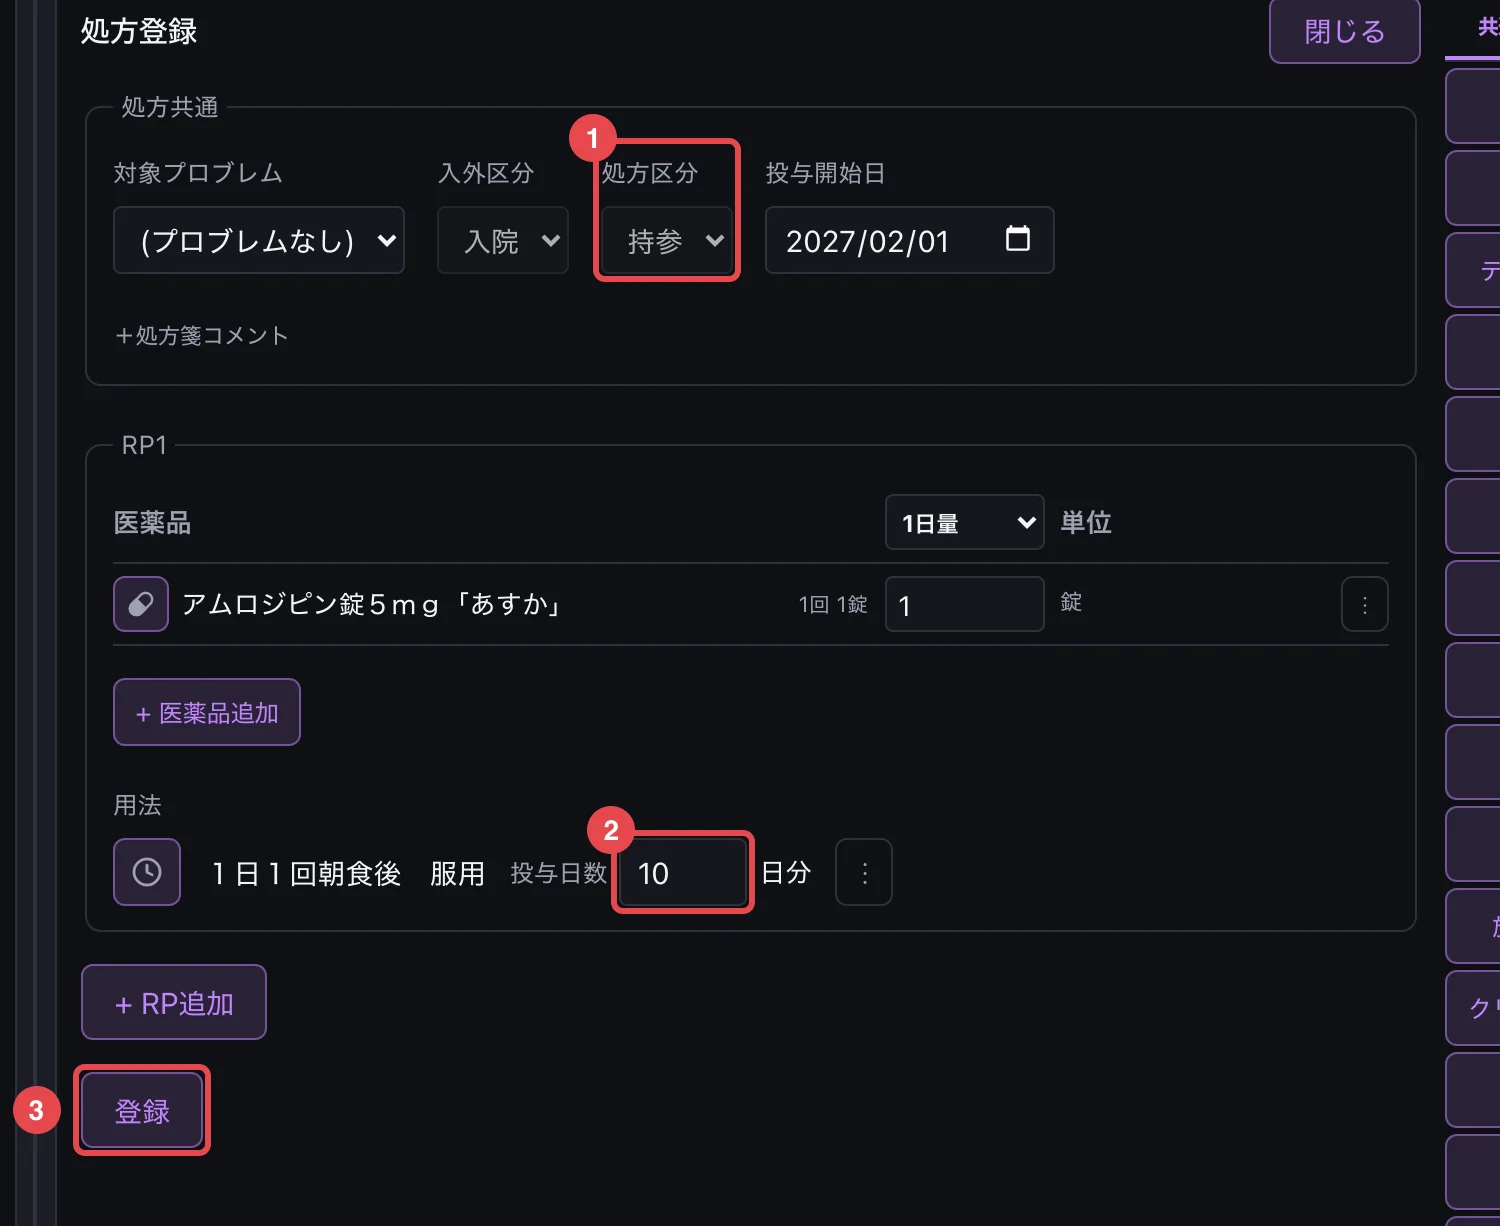 処方登録
閉じる
処方共通
1
対象プロブレム
入外区分
処方区分
投与開始日
(プロブレムなし)
入院
持参
2027/02/01
+処方箋コメント
RP1
医薬品
1日量
単位
アムロジピン錠５ｍｇ「あすか」
1回 1錠
1
錠
+ 医薬品追加
用法
2
１日１回朝食後 服用
投与日数
10
日分
+ RP追加
3
登録